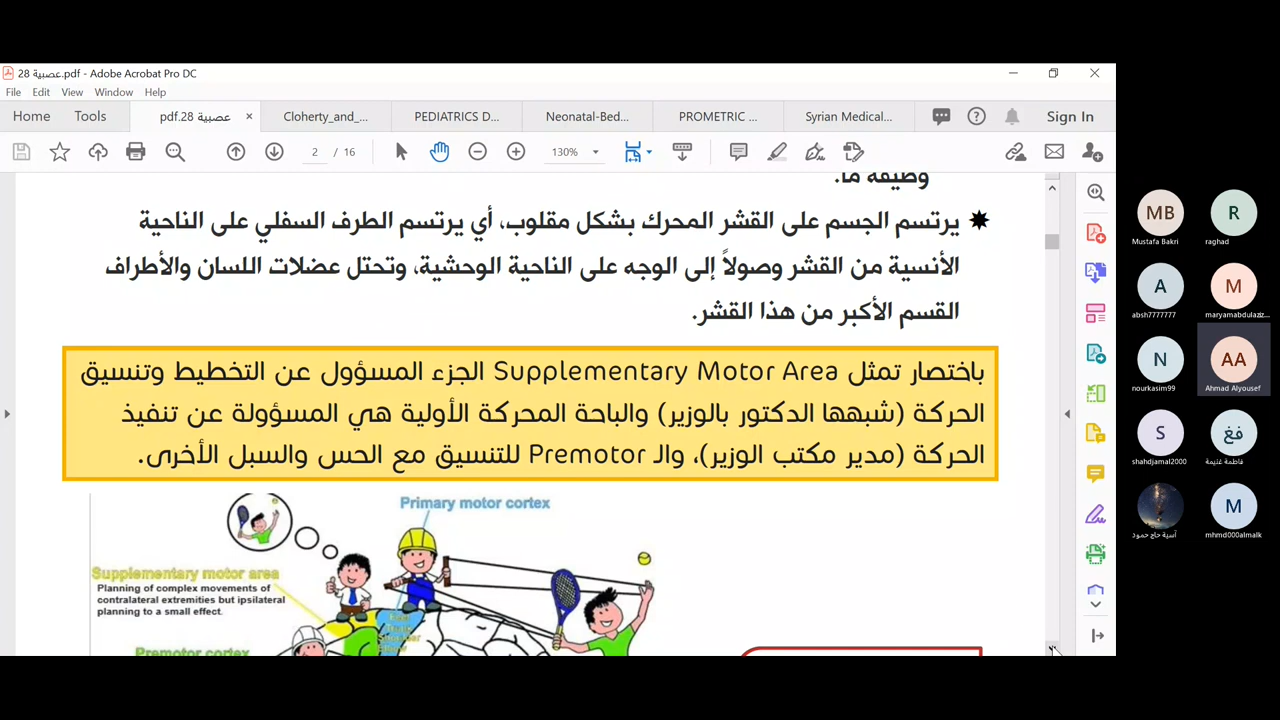 عصبية 28.pdf - Adobe Acrobat Pro DC
File Edit View Window Help
Home Tools
عصبية 28.pdf
Cloherty_and_...
PEDIATRICS D...
Neonatal-Bed...
PROMETRIC ...
Syrian Medical...
Sign In
2 / 16
130%
وظيفة ما.
يرتسم الجسم على القشر المحرك بشكل مقلوب، أي يرتسم الطرف السفلي على الناحية
الأنسية من القشر وصولاً إلى الوجه على الناحية الوحشية، وتحتل عضلات اللسان والأطراف
القسم الأكبر من هذا القشر.
باختصار تمثل Supplementary Motor Area الجزء المسؤول عن التخطيط وتنسيق
الحركة (شبهها الدكتور بالوزير) والباحة المحركة الأولية هي المسؤولة عن تنفيذ
الحركة (مدير مكتب الوزير)، والـ Premotor للتنسيق مع الحس والسبل الأخرى.
Primary motor cortex
Supplementary motor area
Planning of complex movements of
contralateral extremities but ipsilateral
planning to a small effect.
Premotor cortex
MB
Mustafa Bakri
R
raghad
A
absh7777777
M
maryamabdulaziz...
N
nourkasim99
AA
Ahmad Alyousef
S
shahdjamal2000
فغ
فاطمة غنيمة
آسية حاج حمود
M
mhmd000almalk